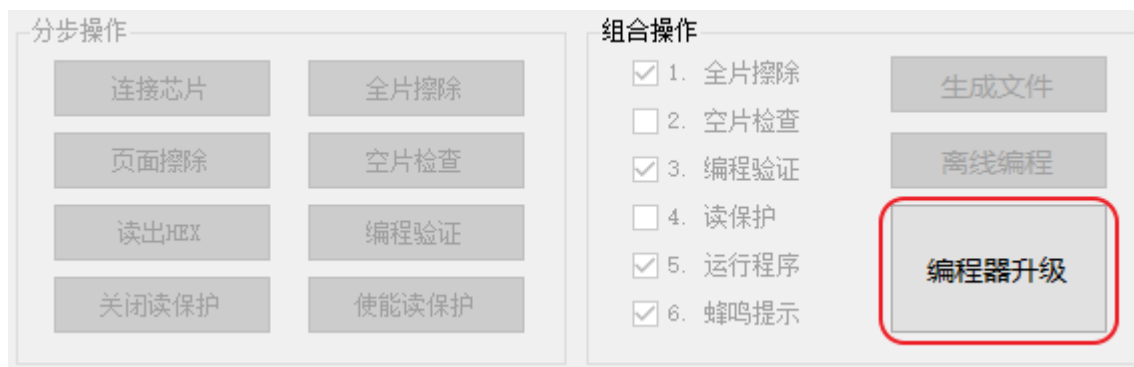 分步操作
连接芯片
全片擦除
页面擦除
空片检查
读出HEX
编程验证
关闭读保护
使能读保护
组合操作
1. 全片擦除
2. 空片检查
3. 编程验证
4. 读保护
5. 运行程序
6. 蜂鸣提示
生成文件
离线编程
编程器升级